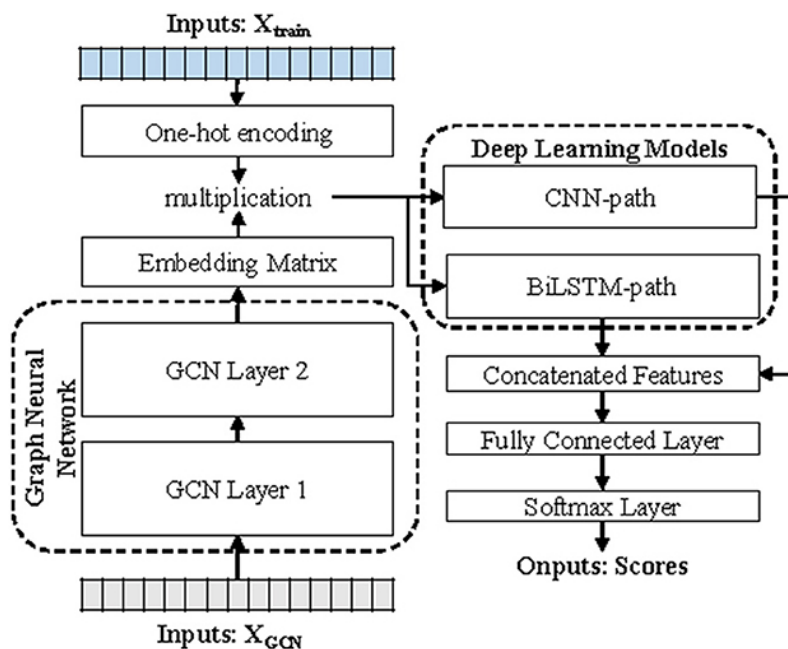 Inputs: Xtrain
One-hot encoding
multiplication
Embedding Matrix
Graph Neural
Network
GCN Layer 2
GCN Layer 1
Inputs: XGCN
Deep Learning Models
CNN-path
BiLSTM-path
Concatenated Features
Fully Connected Layer
Softmax Layer
Onputs: Scores